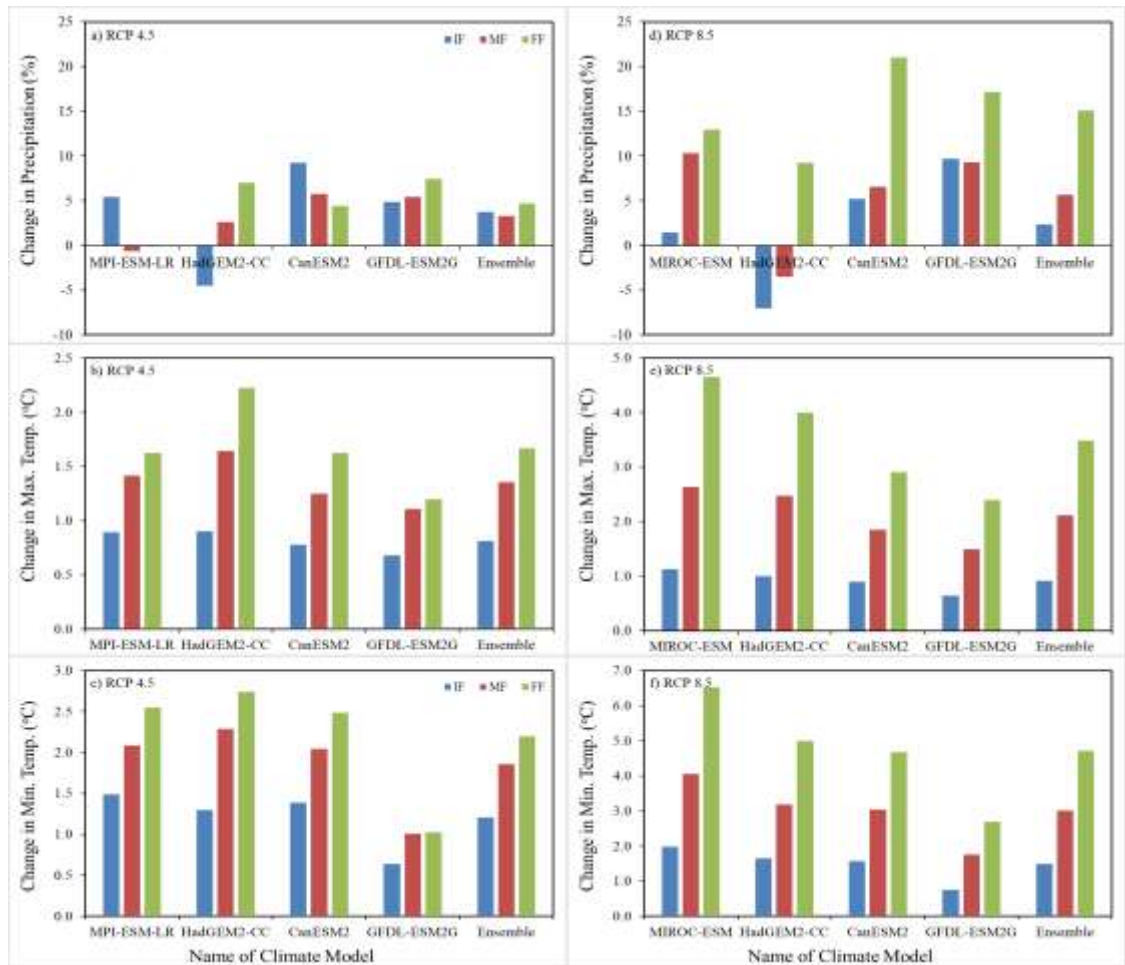 a) RCP 4.5
IF MF FF
Change in Precipitation (%)
25
20
15
10
5
0
-5
-10
MPI-ESM-LR HadGEM2-CC CanESM2 GFDL-ESM2G Ensemble
d) RCP 8.5
Change in Precipitation (%)
25
20
15
10
5
0
-5
-10
MIROC-ESM HadGEM2-CC CanESM2 GFDL-ESM2G Ensemble
b) RCP 4.5
Change in Max. Temp. (°C)
2.5
2.0
1.5
1.0
0.5
0.0
MPI-ESM-LR HadGEM2-CC CanESM2 GFDL-ESM2G Ensemble
e) RCP 8.5
Change in Max. Temp. (°C)
5.0
4.0
3.0
2.0
1.0
0.0
MIROC-ESM HadGEM2-CC CanESM2 GFDL-ESM2G Ensemble
c) RCP 4.5
IF MF FF
Change in Min. Temp. (°C)
3.0
2.5
2.0
1.5
1.0
0.5
0.0
MPI-ESM-LR HadGEM2-CC CanESM2 GFDL-ESM2G Ensemble
Name of Climate Model
f) RCP 8.5
Change in Min. Temp. (°C)
7.0
6.0
5.0
4.0
3.0
2.0
1.0
0.0
MIROC-ESM HadGEM2-CC CanESM2 GFDL-ESM2G Ensemble
Name of Climate Model